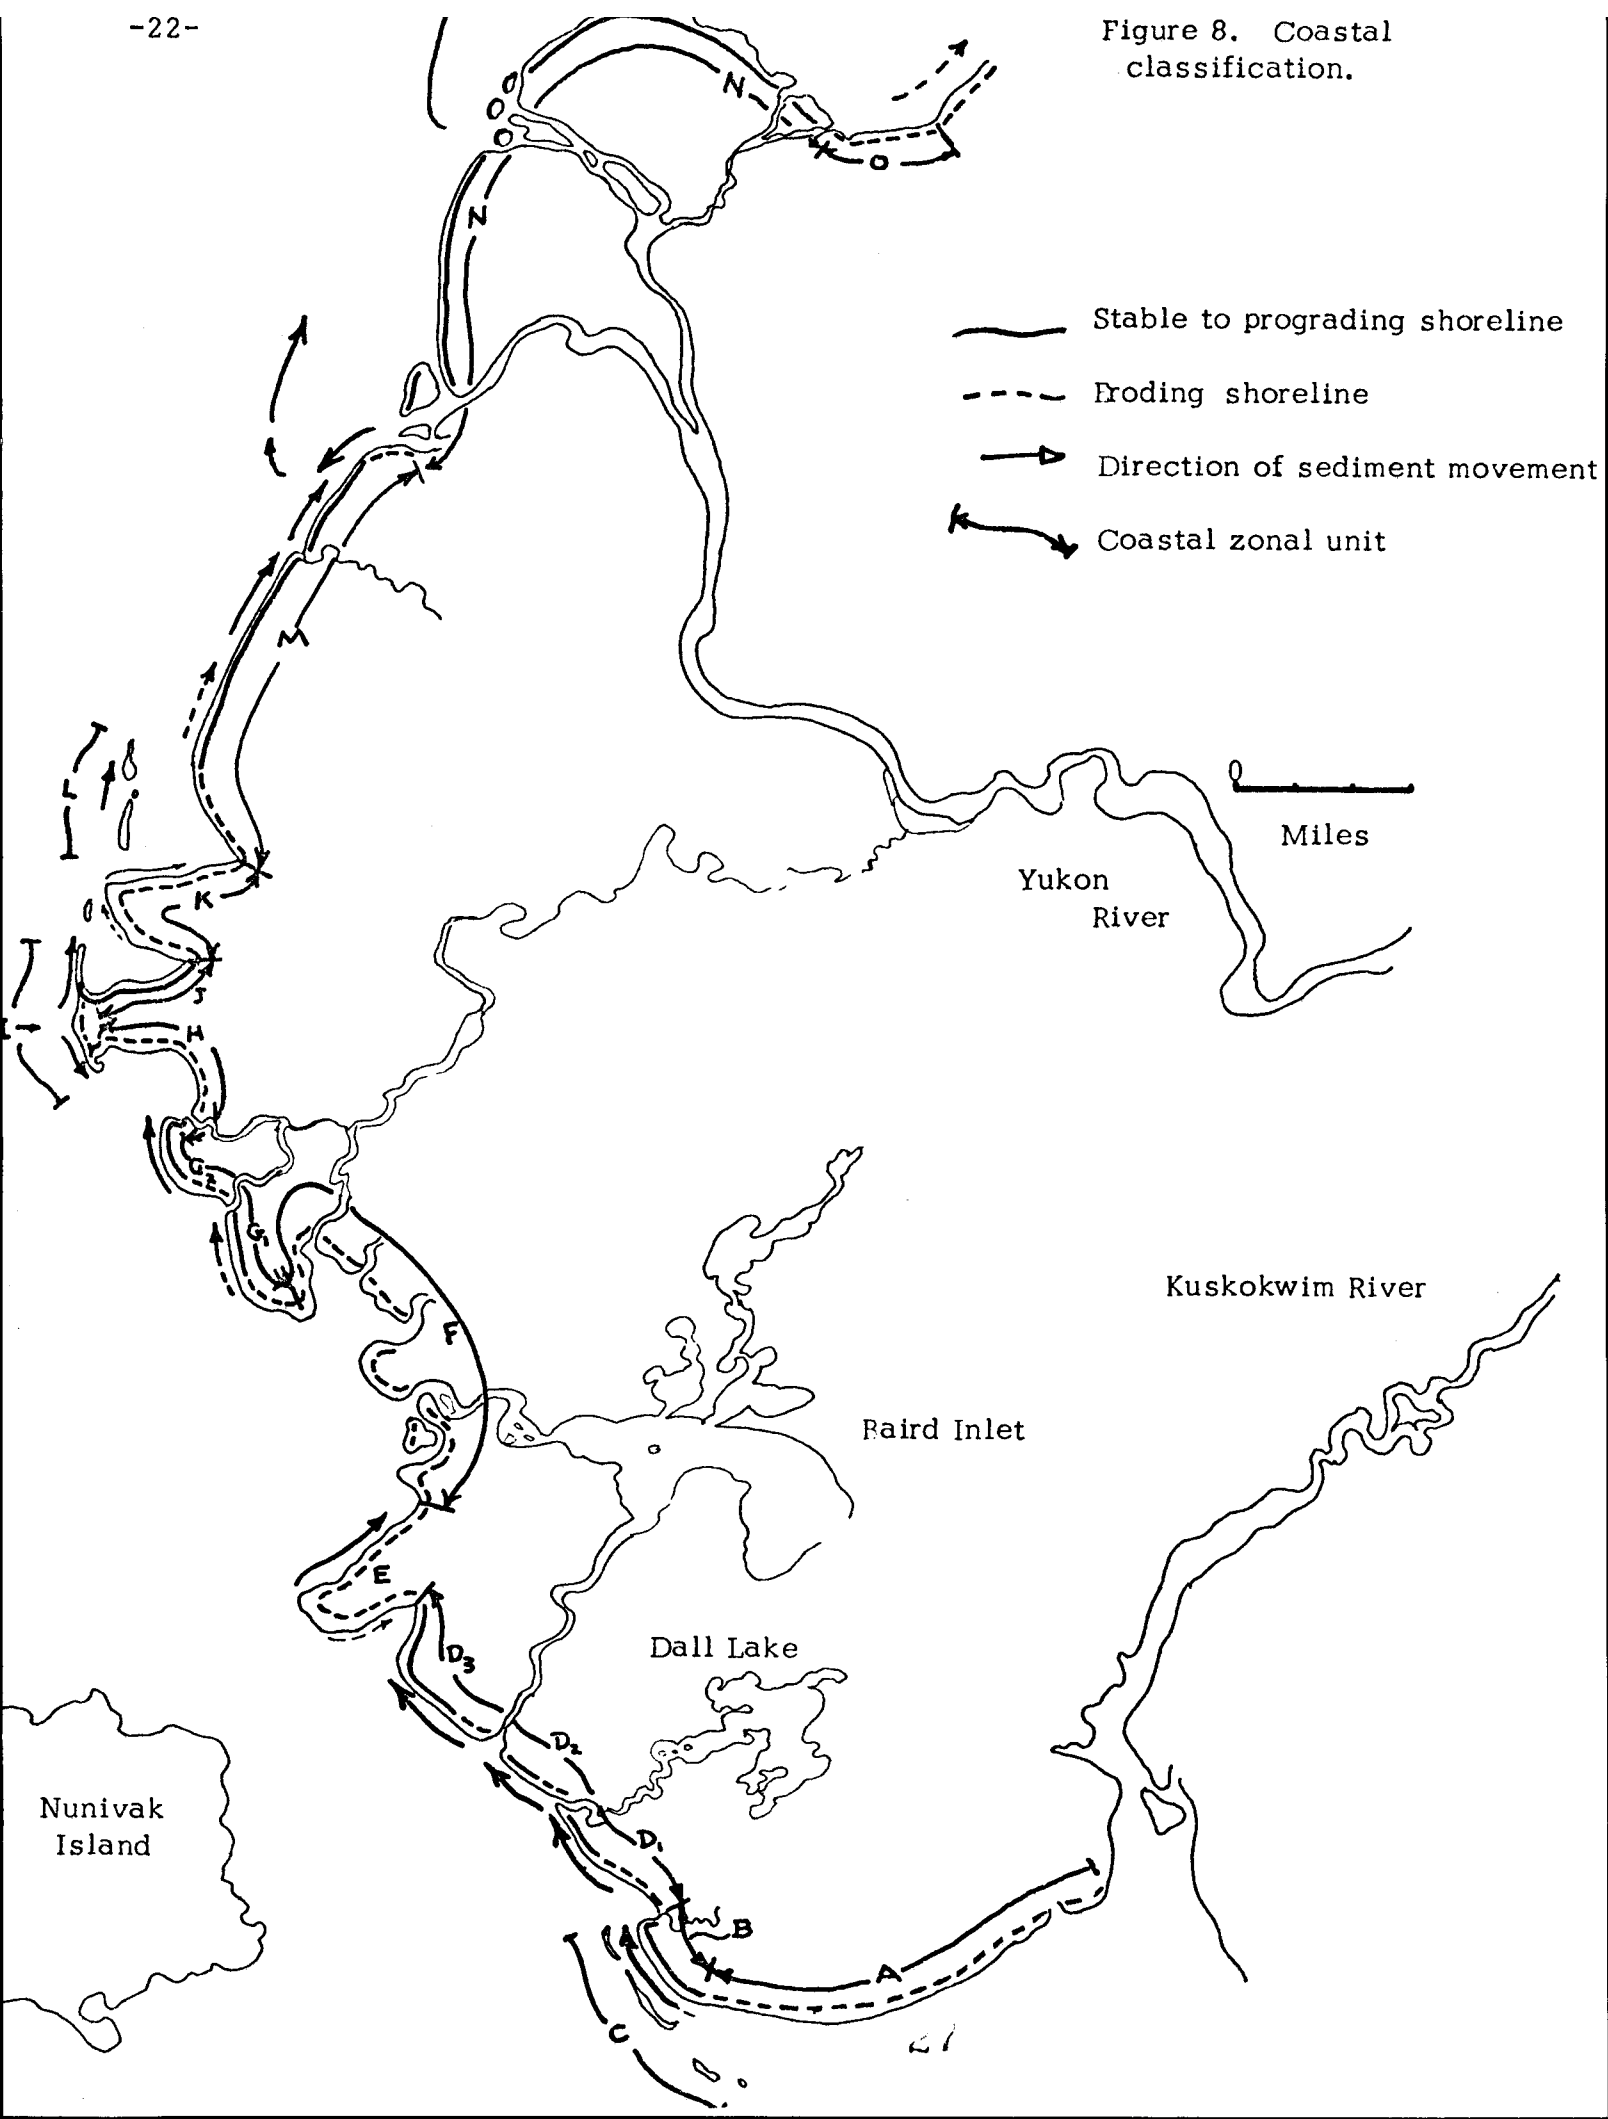 -22-
Figure 8. Coastal
classification.
N
N
O
Stable to prograding shoreline
Eroding shoreline
Direction of sediment movement
Coastal zonal unit
M
L
0
Miles
K
Yukon
River
J
I
H
G2
G1
F
Kuskokwim River
Baird Inlet
E
Dall Lake
D3
D2
Nunivak
Island
D1
B
A
C